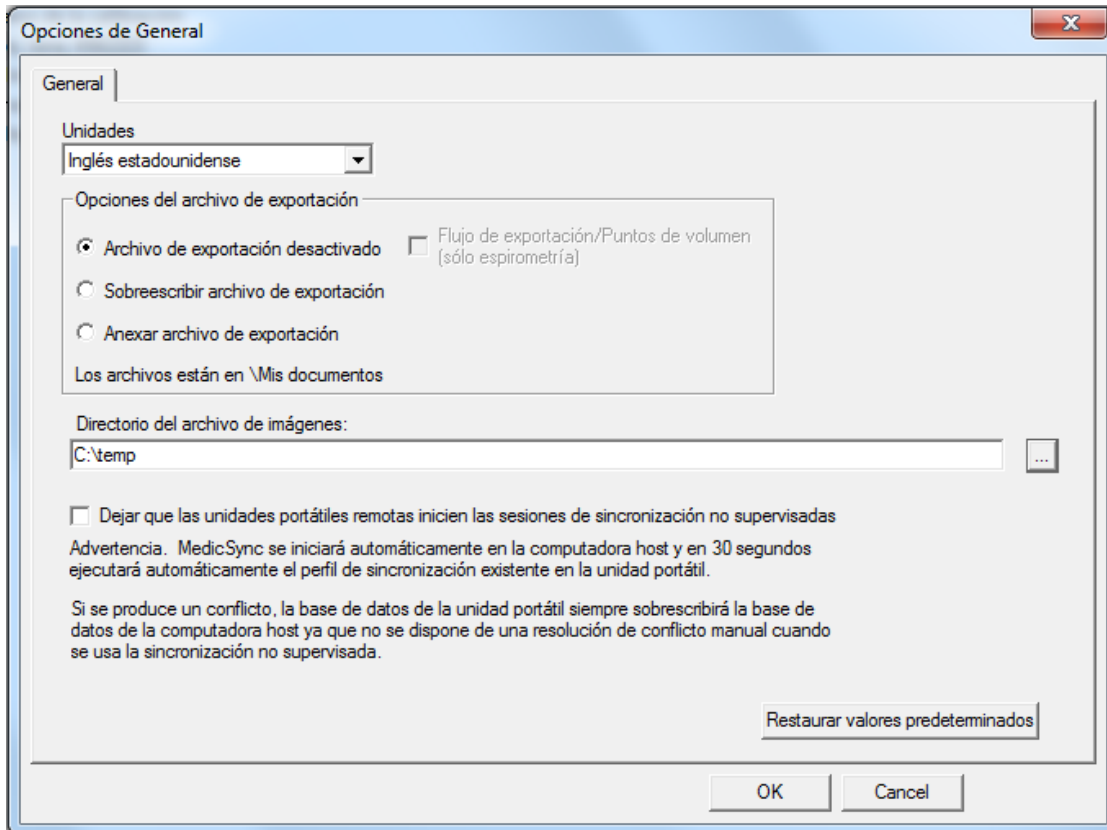 Opciones de General
General
Unidades
Inglés estadounidense
Opciones del archivo de exportación
Archivo de exportación desactivado
Flujo de exportación/Puntos de volumen
(sólo espirometría)
Sobreescribir archivo de exportación
Anexar archivo de exportación
Los archivos están en \Mis documentos
Directorio del archivo de imágenes:
C:\temp
...
Dejar que las unidades portátiles remotas inicien las sesiones de sincronización no supervisadas
Advertencia. MedicSync se iniciará automáticamente en la computadora host y en 30 segundos
ejecutará automáticamente el perfil de sincronización existente en la unidad portátil.
Si se produce un conflicto, la base de datos de la unidad portátil siempre sobrescribirá la base de
datos de la computadora host ya que no se dispone de una resolución de conflicto manual cuando
se usa la sincronización no supervisada.
Restaurar valores predeterminados
OK
Cancel